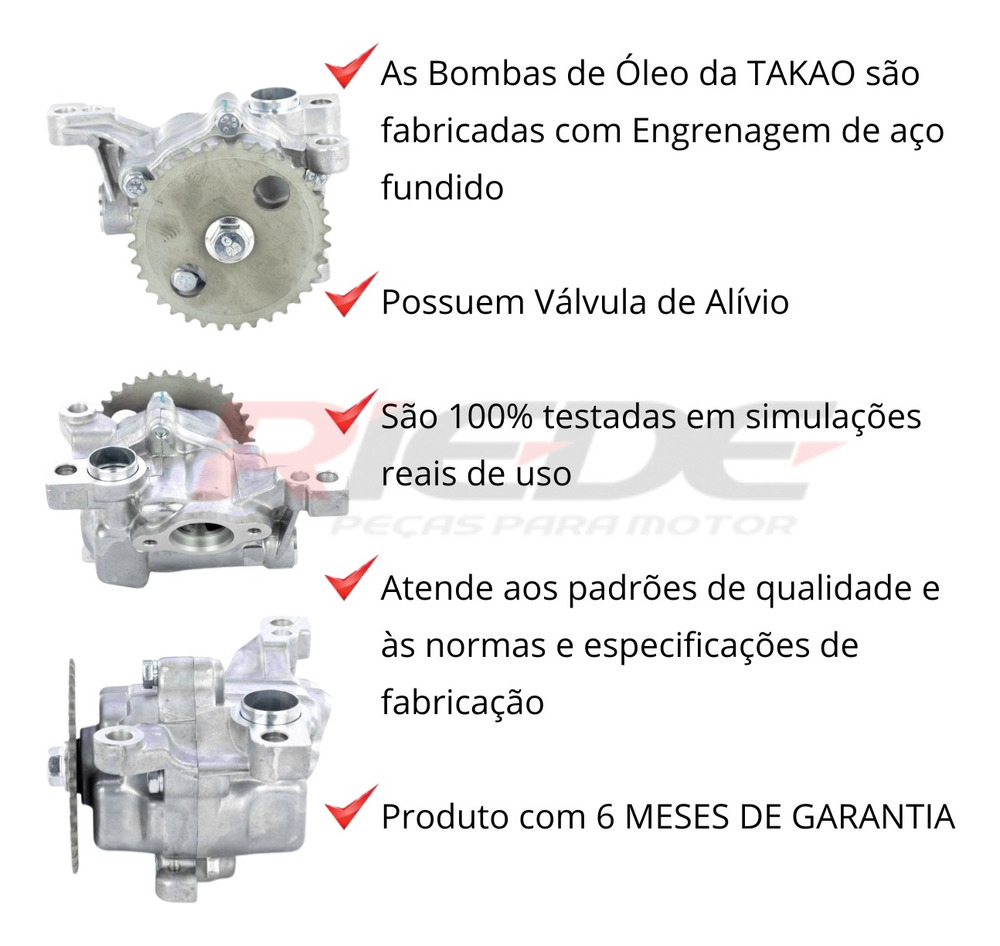 As Bombas de Óleo da TAKAO são
fabricadas com Engrenagem de aço
fundido
Possuem Válvula de Alívio
São 100% testadas em simulações
reais de uso
RIEDE
PEÇAS PARA MOTOR
Atende aos padrões de qualidade e
às normas e especificações de
fabricação
Produto com 6 MESES DE GARANTIA